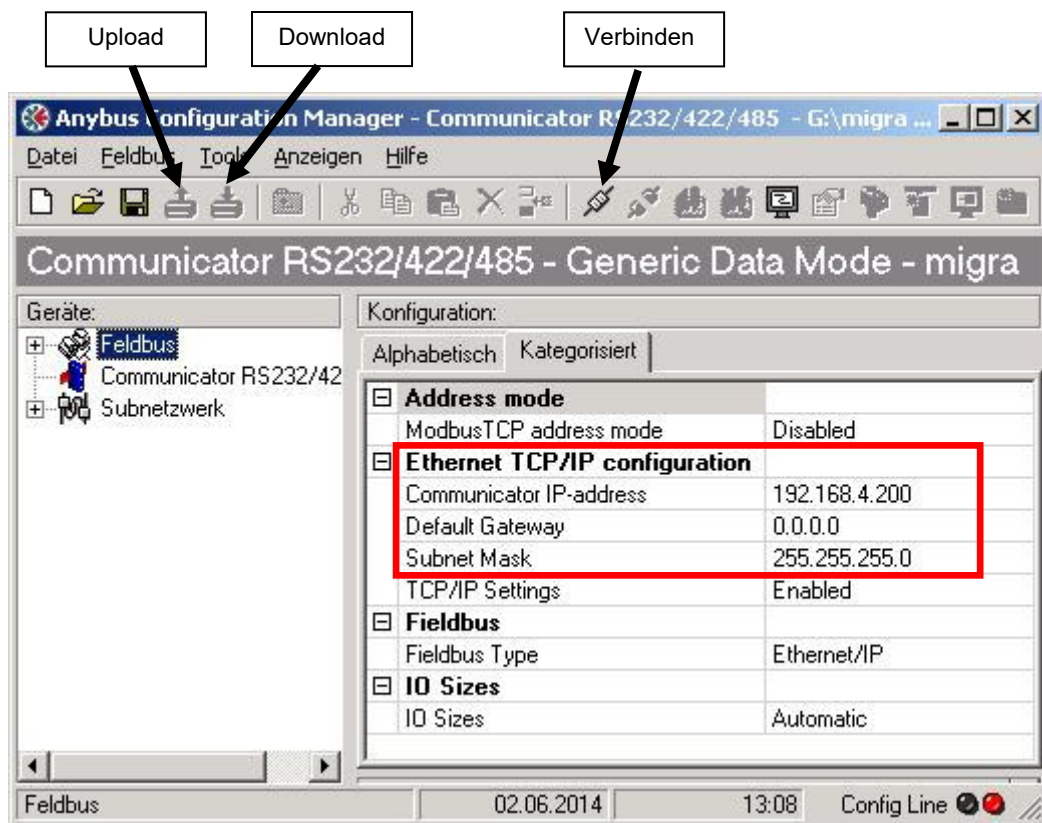 Upload Download Verbinden
Anybus Configuration Manager - Communicator RS232/422/485 - G:\migra ...
Datei Feldbus Tools Anzeigen Hilfe
Communicator RS232/422/485 - Generic Data Mode - migra
Geräte:
Feldbus
Communicator RS232/42
Subnetzwerk
Konfiguration:
Alphabetisch Kategorisiert
Address mode
ModbusTCP address mode Disabled
Ethernet TCP/IP configuration
Communicator IP-address 192.168.4.200
Default Gateway 0.0.0.0
Subnet Mask 255.255.255.0
TCP/IP Settings Enabled
Fieldbus
Fieldbus Type Ethernet/IP
IO Sizes
IO Sizes Automatic
Feldbus 02.06.2014 13:08 Config Line